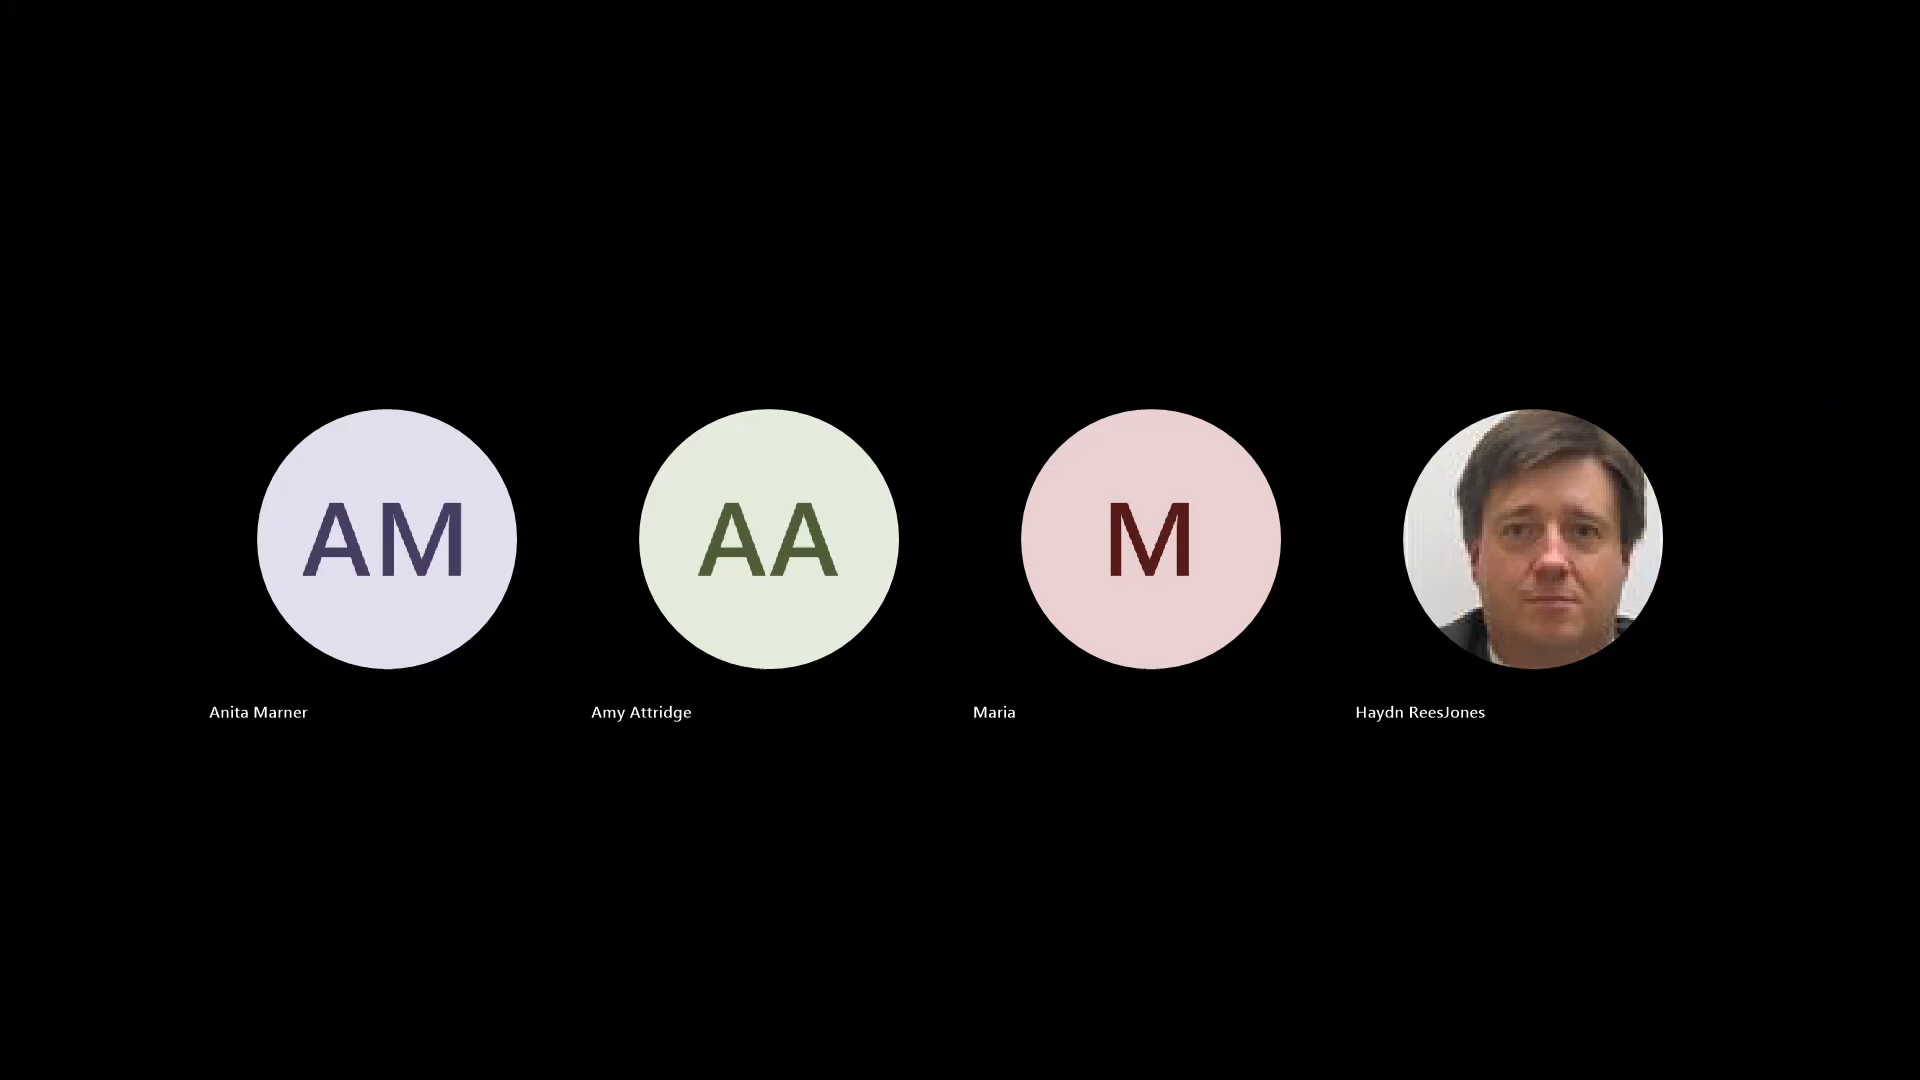 AM
AA
M
Anita Marner
Amy Attridge
Maria
Haydn ReesJones